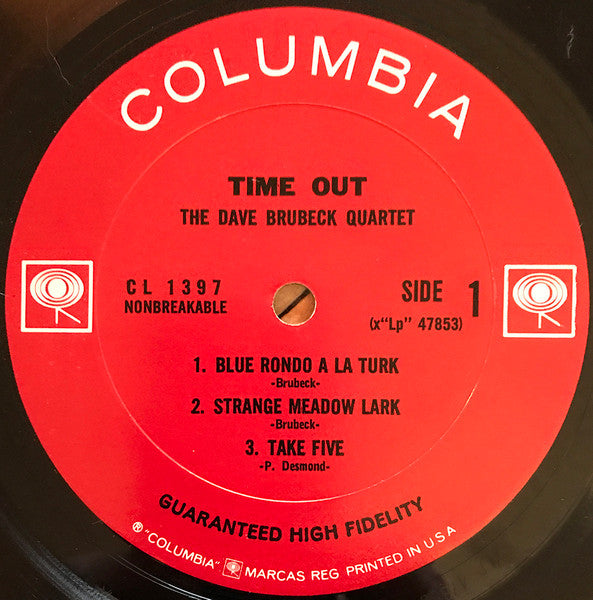 COLUMBIA
TIME OUT
THE DAVE BRUBECK QUARTET
CL 1397
NONBREAKABLE
SIDE 1
(x"Lp" 47853)
1. BLUE RONDO A LA TURK
-Brubeck-
2. STRANGE MEADOW LARK
-Brubeck-
3. TAKE FIVE
-P. Desmond-
GUARANTEED HIGH FIDELITY
® "COLUMBIA" MARCAS REG PRINTED IN U S A